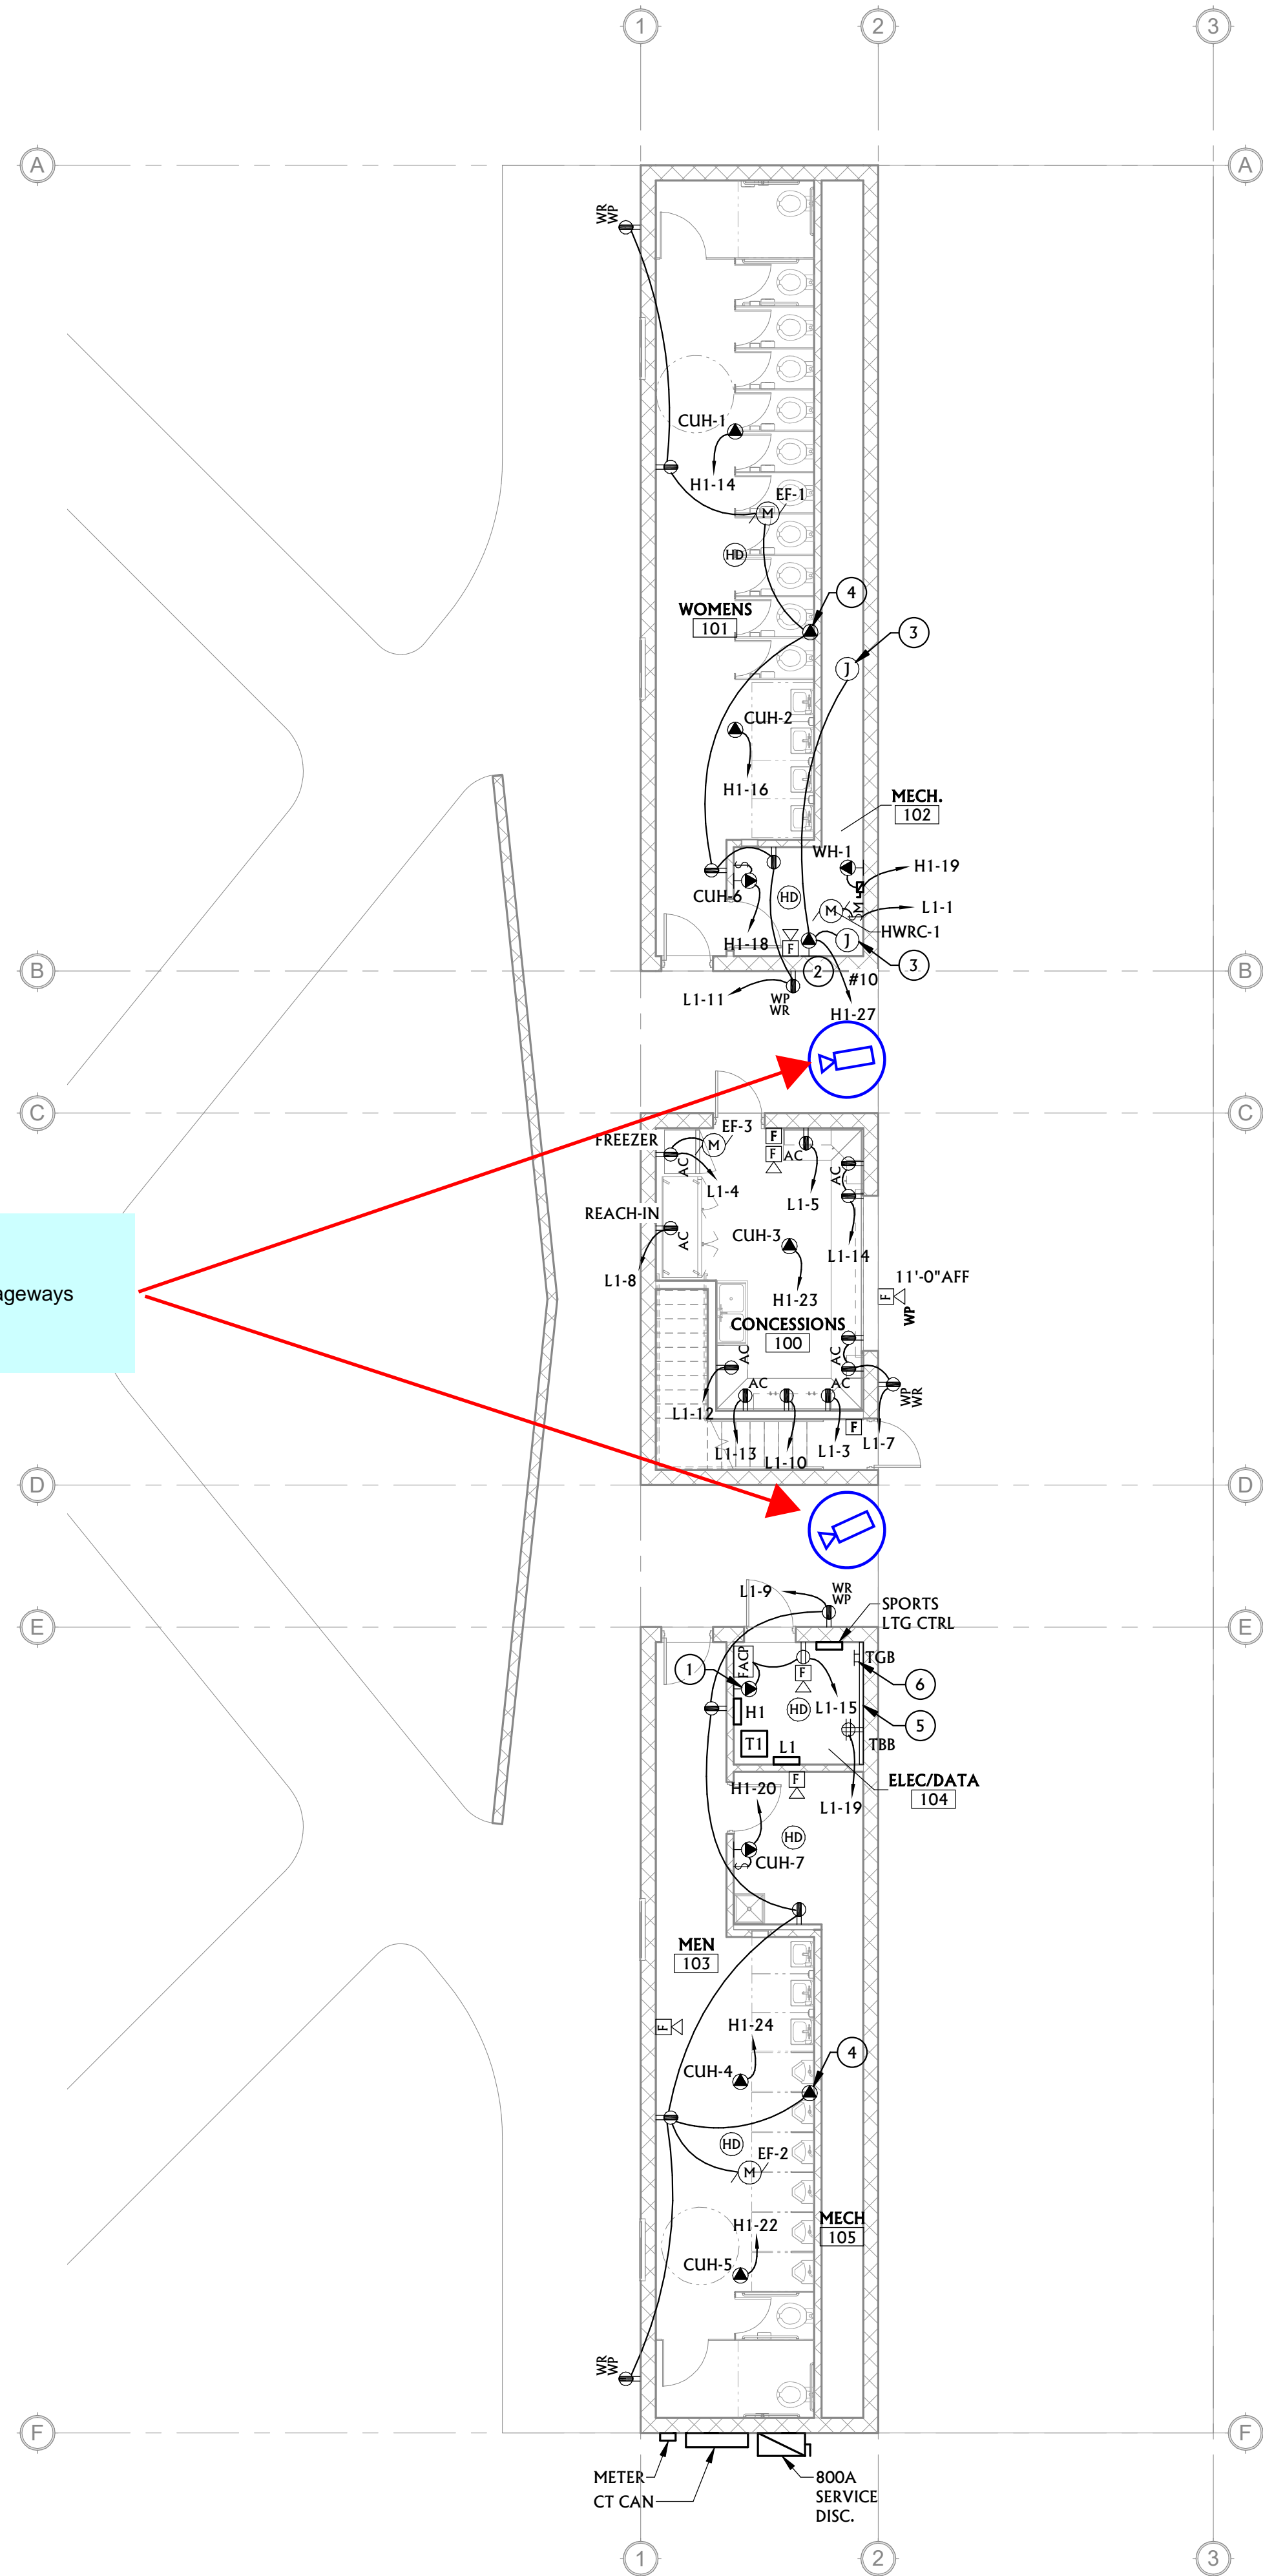 1
2
3
A
A
WR
WP
CUH-1
H1-14
EF-1
M
HD
4
WOMENS
101
3
J
CUH-2
H1-16
MECH.
102
WH-1
H1-19
S
CUH-6
HD
SM
L1-1
M
HWRC-1
H1-18
F
J
3
B
2
#10
B
L1-11
WP
WR
H1-27
C
C
EF-3
FREEZER
M
F
F
AC
AC
AC
L1-4
L1-5
REACH-IN
AC
CUH-3
L1-14
L1-8
11'-0"AFF
ageways
H1-23
F
WP
CONCESSIONS
100
AC
AC
AC
AC
WP
WR
L1-12
F
L1-13
L1-10
L1-3
L1-7
D
D
L1-9
WR
WP
SPORTS
LTG CTRL
E
E
FACP
TGB
1
F
6
H1
HD
L1-15
5
T1
L1
TBB
F
ELEC/DATA
104
H1-20
L1-19
HD
S
CUH-7
MEN
103
F
H1-24
4
CUH-4
HD
EF-2
M
H1-22
MECH
105
CUH-5
WR
WP
F
F
METER
CT CAN
800A
SERVICE
DISC.
1
2
3